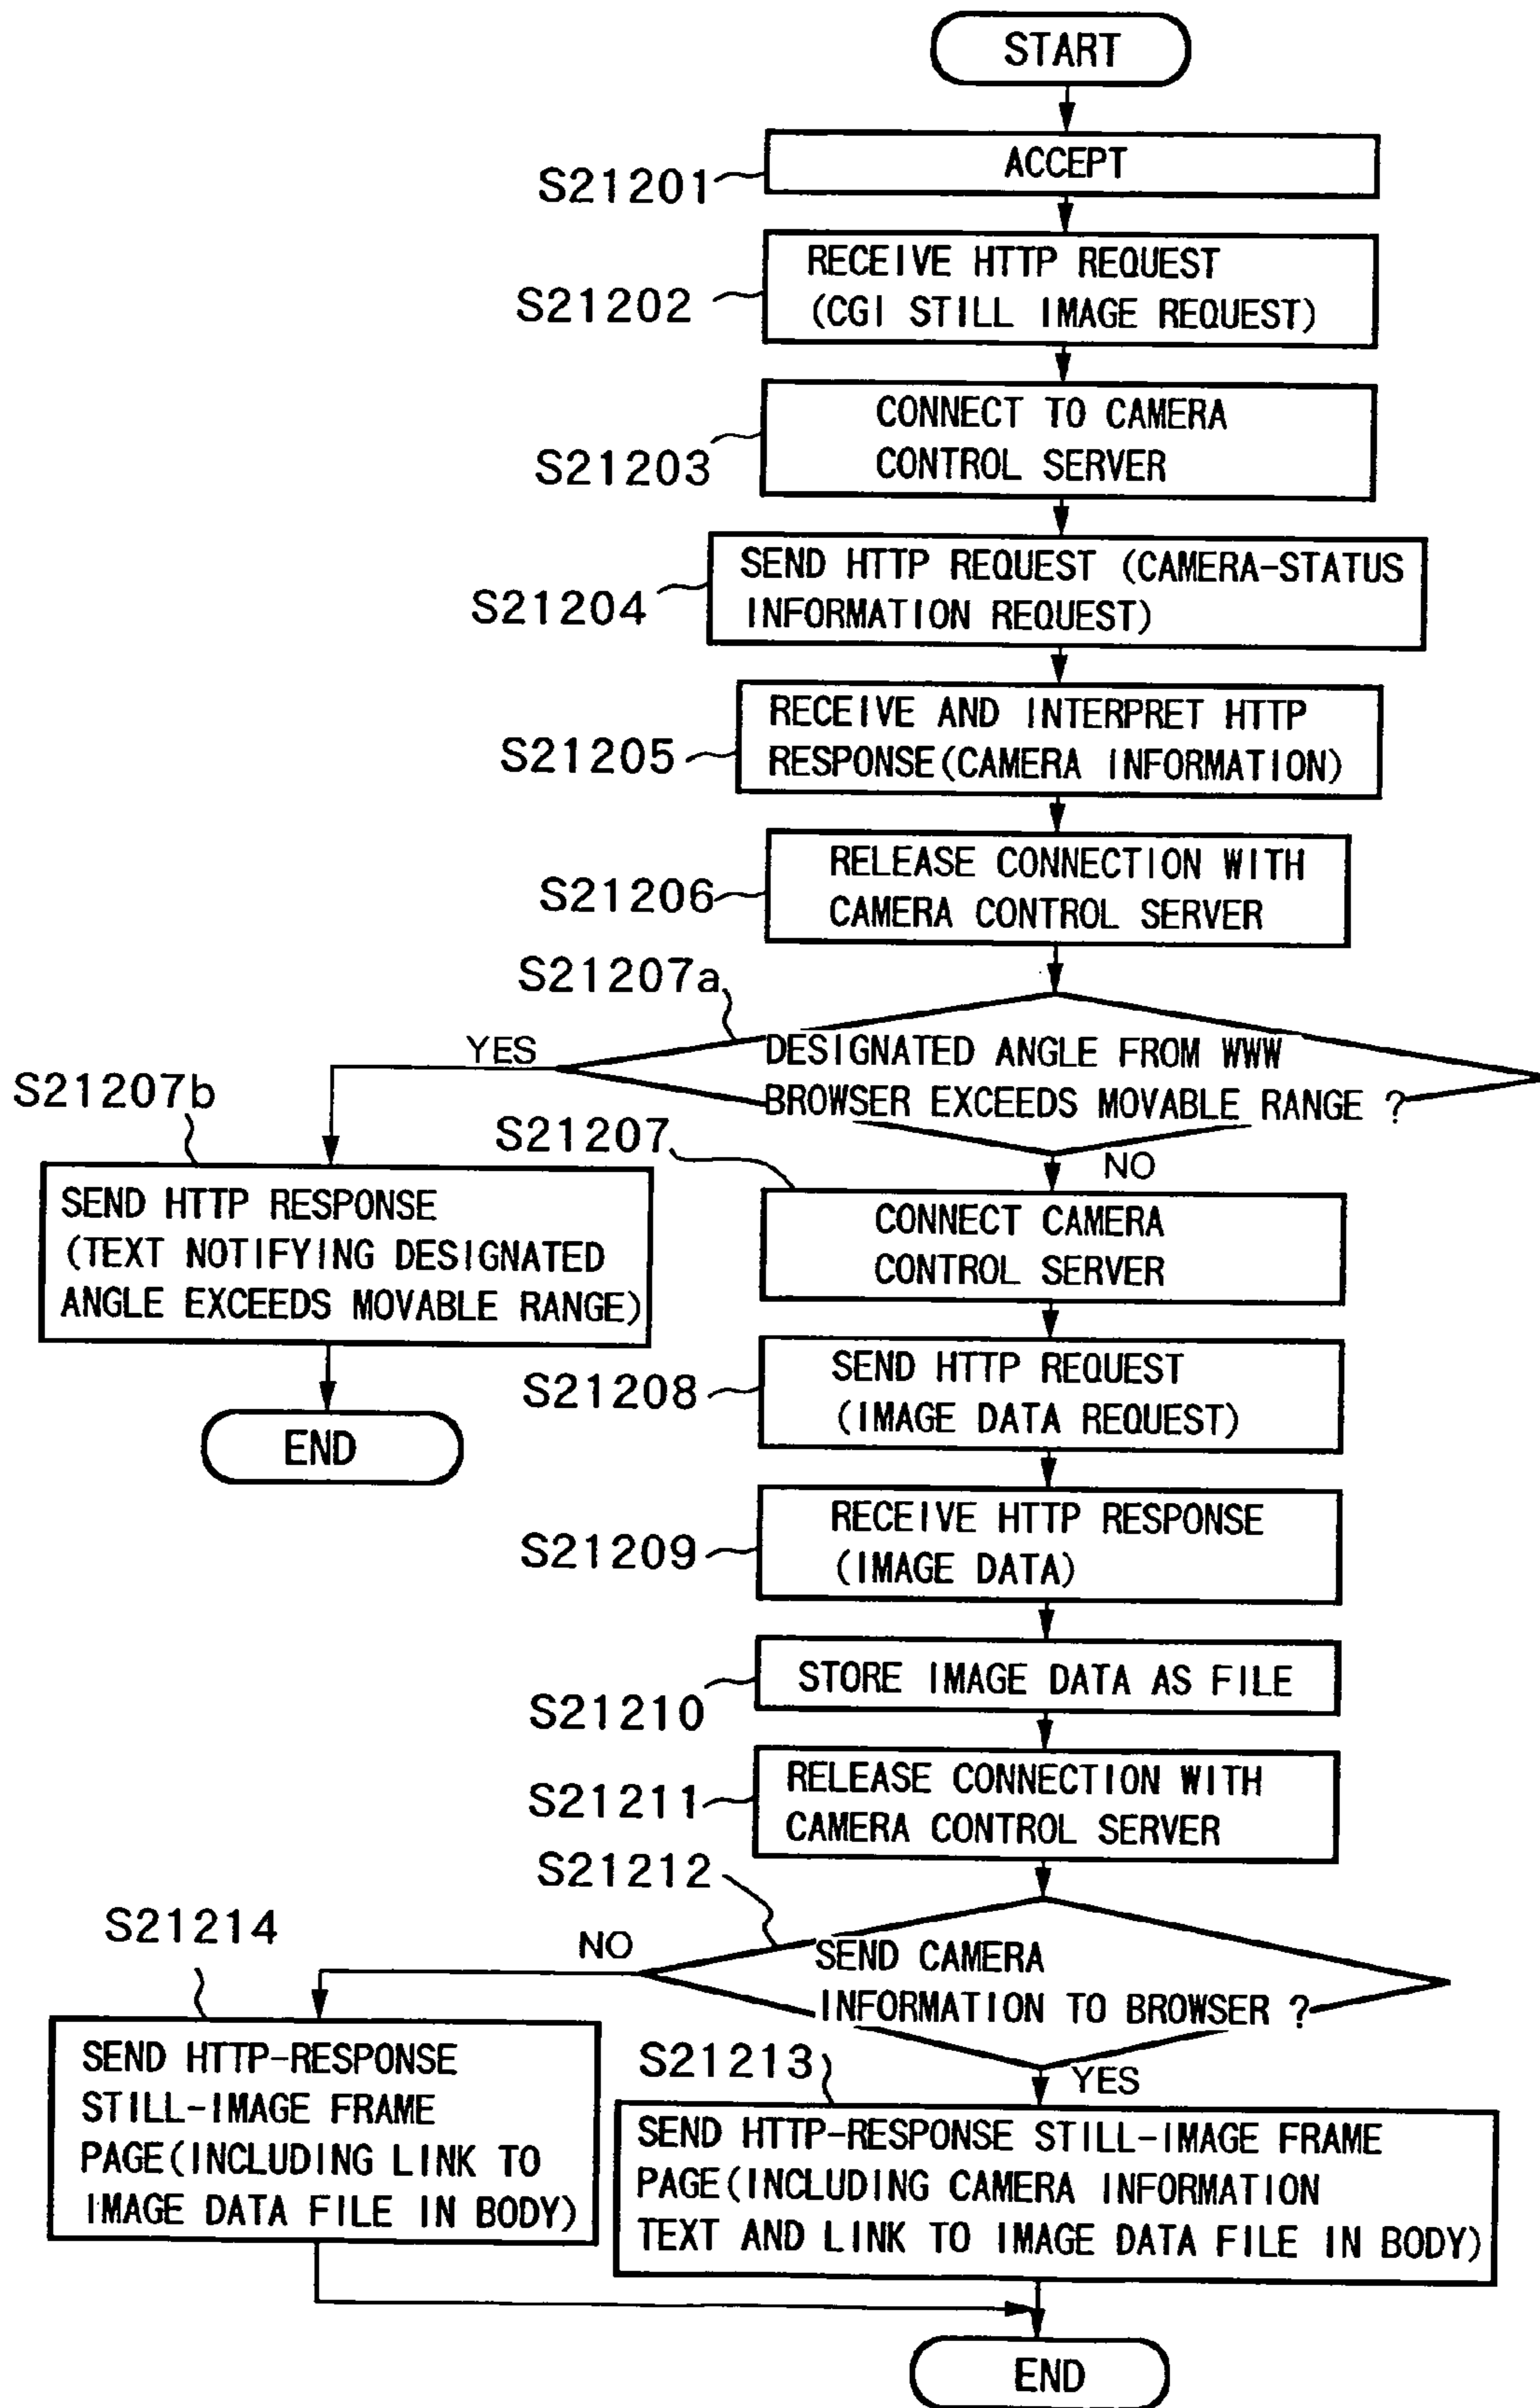 START
S21201
ACCEPT
S21202
RECEIVE HTTP REQUEST
(CGI STILL IMAGE REQUEST)
S21203
CONNECT TO CAMERA
CONTROL SERVER
S21204
SEND HTTP REQUEST (CAMERA-STATUS
INFORMATION REQUEST)
S21205
RECEIVE AND INTERPRET HTTP
RESPONSE(CAMERA INFORMATION)
S21206
RELEASE CONNECTION WITH
CAMERA CONTROL SERVER
S21207a
DESIGNATED ANGLE FROM WWW
BROWSER EXCEEDS MOVABLE RANGE ?
YES
S21207b
SEND HTTP RESPONSE
(TEXT NOTIFYING DESIGNATED
ANGLE EXCEEDS MOVABLE RANGE)
END
NO
S21207
CONNECT CAMERA
CONTROL SERVER
S21208
SEND HTTP REQUEST
(IMAGE DATA REQUEST)
S21209
RECEIVE HTTP RESPONSE
(IMAGE DATA)
S21210
STORE IMAGE DATA AS FILE
S21211
RELEASE CONNECTION WITH
CAMERA CONTROL SERVER
S21212
SEND CAMERA
INFORMATION TO BROWSER ?
NO
S21214
SEND HTTP-RESPONSE
STILL-IMAGE FRAME
PAGE(INCLUDING LINK TO
IMAGE DATA FILE IN BODY)
YES
S21213
SEND HTTP-RESPONSE STILL-IMAGE FRAME
PAGE(INCLUDING CAMERA INFORMATION
TEXT AND LINK TO IMAGE DATA FILE IN BODY)
END